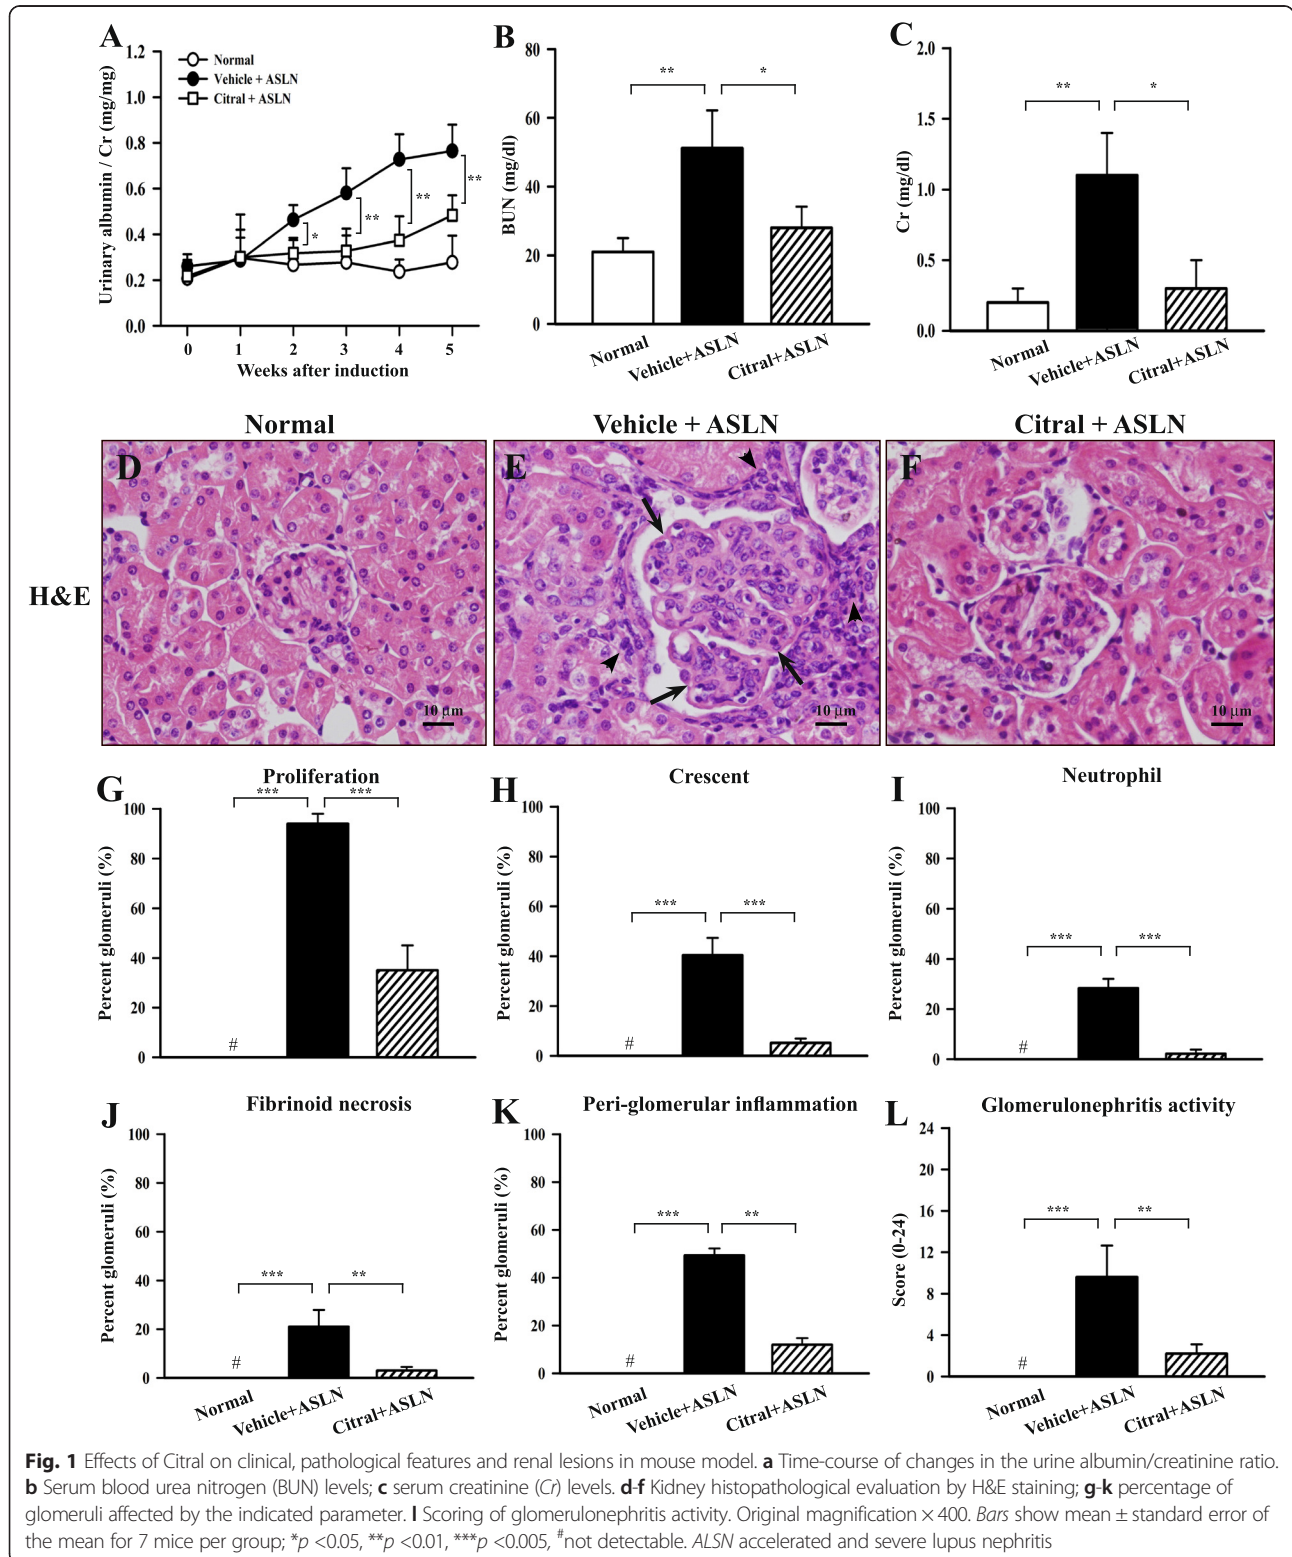 A
1.2
1.0
0.8
0.6
0.4
0.2
0.0
Urinary albumin / Cr (mg/mg)
Normal
Vehicle + ASLN
Citral + ASLN
*
**
**
**
0 1 2 3 4 5
Weeks after induction
B
80
60
40
20
0
BUN (mg/dl)
** *
Normal Vehicle+ASLN Citral+ASLN
C
2.0
1.5
1.0
0.5
0.0
Cr (mg/dl)
** *
Normal Vehicle+ASLN Citral+ASLN
Normal Vehicle + ASLN Citral + ASLN
H&E
D
10 µm
E
10 µm
F
10 µm
G
Proliferation
100
80
60
40
20
0
Percent glomeruli (%)
*** ***
#
H
Crescent
100
80
60
40
20
0
Percent glomeruli (%)
*** ***
#
I
Neutrophil
100
80
60
40
20
0
Percent glomeruli (%)
*** ***
#
J
Fibrinoid necrosis
100
80
60
40
20
0
Percent glomeruli (%)
*** **
#
Normal Vehicle+ASLN Citral+ASLN
K
Peri-glomerular inflammation
100
80
60
40
20
0
Percent glomeruli (%)
*** **
#
Normal Vehicle+ASLN Citral+ASLN
L
Glomerulonephritis activity
24
20
16
12
8
4
0
Score (0-24)
*** **
#
Normal Vehicle+ASLN Citral+ASLN
Fig. 1 Effects of Citral on clinical, pathological features and renal lesions in mouse model. a Time-course of changes in the urine albumin/creatinine ratio.
b Serum blood urea nitrogen (BUN) levels; c serum creatinine (Cr) levels. d-f Kidney histopathological evaluation by H&E staining; g-k percentage of
glomeruli affected by the indicated parameter. l Scoring of glomerulonephritis activity. Original magnification × 400. Bars show mean ± standard error of
the mean for 7 mice per group; *p <0.05, **p <0.01, ***p <0.005, #not detectable. ALSN accelerated and severe lupus nephritis